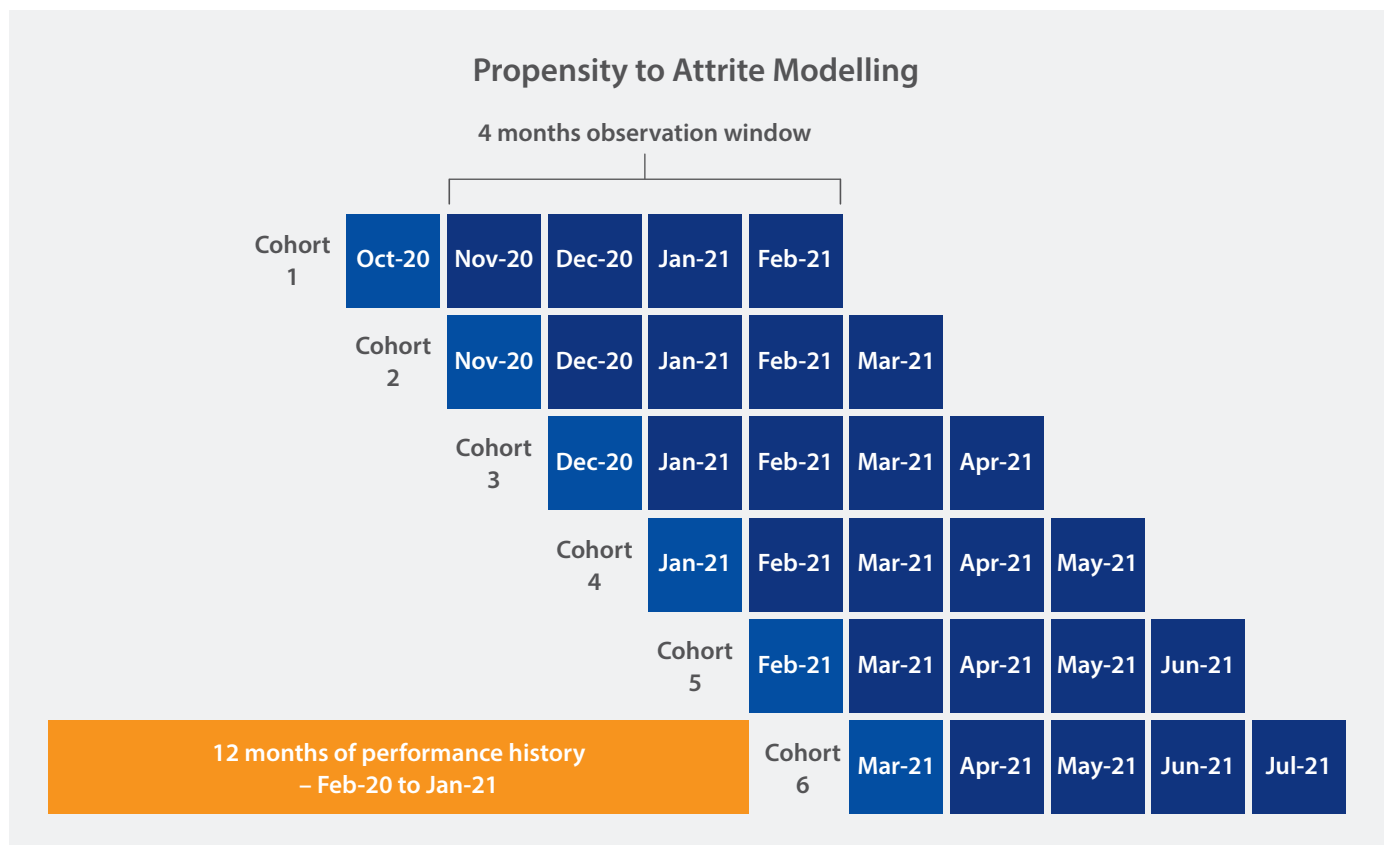 Propensity to Attrite Modelling
4 months observation window
Cohort
1
Oct-20 Nov-20 Dec-20 Jan-21 Feb-21
Cohort
2
Nov-20 Dec-20 Jan-21 Feb-21 Mar-21
Cohort
3
Dec-20 Jan-21 Feb-21 Mar-21 Apr-21
Cohort
4
Jan-21 Feb-21 Mar-21 Apr-21 May-21
Cohort
5
Feb-21 Mar-21 Apr-21 May-21 Jun-21
12 months of performance history
– Feb-20 to Jan-21
Cohort
6
Mar-21 Apr-21 May-21 Jun-21 Jul-21